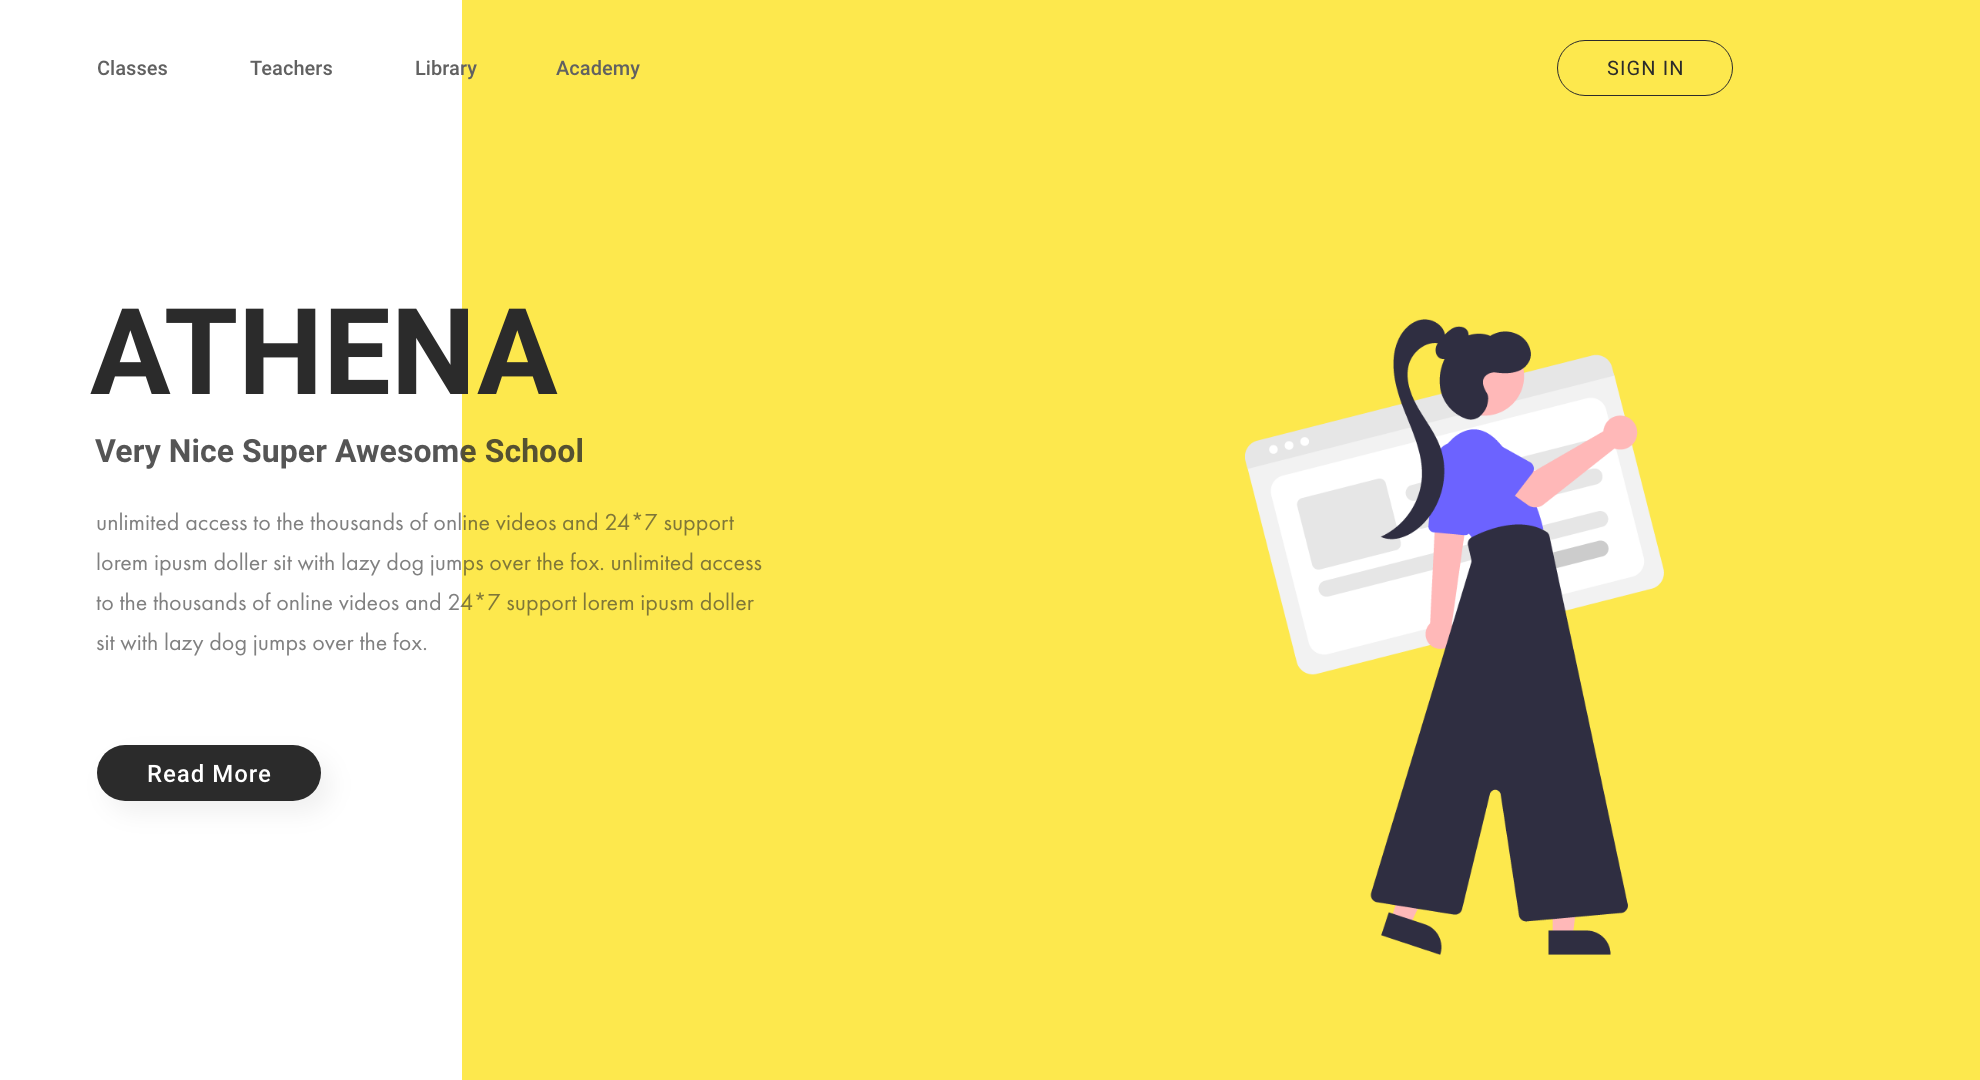 Classes Teachers Library Academy SIGN IN
ATHENA
Very Nice Super Awesome School
unlimited access to the thousands of online videos and 24*7 support
lorem ipusm doller sit with lazy dog jumps over the fox. unlimited access
to the thousands of online videos and 24*7 support lorem ipusm doller
sit with lazy dog jumps over the fox.
Read More